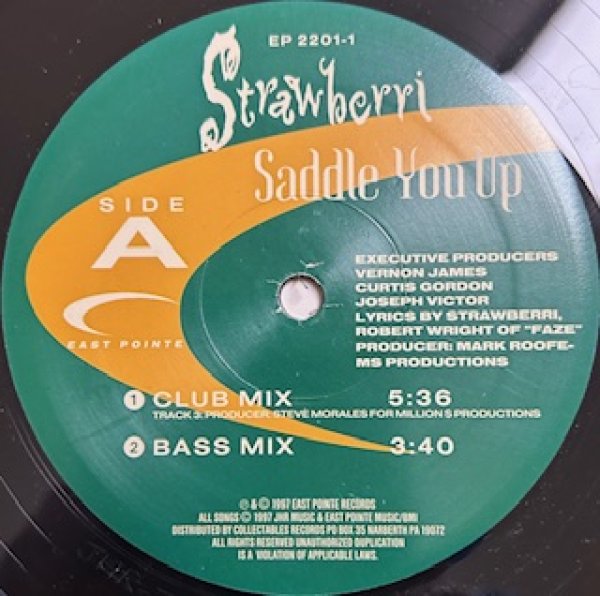 EP 2201-1
Strawberri
Saddle You Up
SIDE
A
EAST POINTE
EXECUTIVE PRODUCERS
VERNON JAMES
CURTIS GORDON
JOSEPH VICTOR
LYRICS BY STRAWBERRI,
ROBERT WRIGHT OF "FAZE"
PRODUCER: MARK ROOFE-
MS PRODUCTIONS
1 CLUB MIX 5:36
TRACK 3: PRODUCER: STEVE MORALES FOR MILLION $ PRODUCTIONS
2 BASS MIX 3:40
℗ & © 1997 EAST POINTE RECORDS
ALL SONGS © 1997 JHR MUSIC & EAST POINTE MUSIC/BMI
DISTRIBUTED BY COLLECTABLES RECORDS PO BOX 35 NARBERTH PA 19072
ALL RIGHTS RESERVED UNAUTHORIZED DUPLICATION
IS A VIOLATION OF APPLICABLE LAWS.